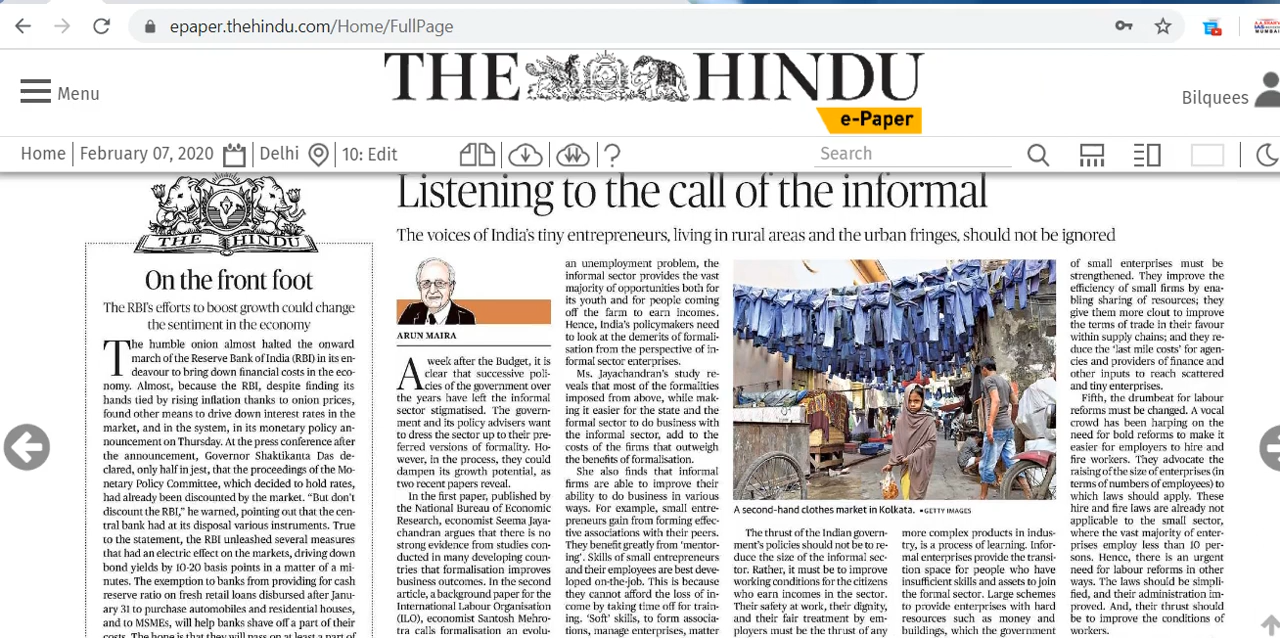 epaper.thehindu.com/Home/FullPage
Menu
THE HINDU
e-Paper
Bilquees
Home
February 07, 2020
Delhi
10: Edit
?
Search
THE HINDU
On the front foot
The RBI's efforts to boost growth could change
the sentiment in the economy
The humble onion almost halted the onward
march of the Reserve Bank of India (RBI) in its en-
deavour to bring down financial costs in the eco-
nomy. Almost, because the RBI, despite finding its
hands tied by rising inflation thanks to onion prices,
found other means to drive down interest rates in the
market, and in the system, in its monetary policy an-
nouncement on Thursday. At the press conference after
the announcement, Governor Shaktikanta Das de-
clared, only half in jest, that the proceedings of the Mo-
netary Policy Committee, which decided to hold rates,
had already been discounted by the market. “But don't
discount the RBI,” he warned, pointing out that the cen-
tral bank had at its disposal various instruments. True
to the statement, the RBI unleashed several measures
that had an electric effect on the markets, driving down
bond yields by 10-20 basis points in a matter of a mi-
nutes. The exemption to banks from providing for cash
reserve ratio on fresh retail loans disbursed after Janu-
ary 31 to purchase automobiles and residential houses,
and to MSMEs, will help banks shave off a part of their
costs. The hope is that they will pass on at least a part of
Listening to the call of the informal
The voices of India's tiny entrepreneurs, living in rural areas and the urban fringes, should not be ignored
ARUN MAIRA
A week after the Budget, it is
clear that successive poli-
cies of the government over
the years have left the informal
sector stigmatised. The govern-
ment and its policy advisers want
to dress the sector up to their pre-
ferred versions of formality. Ho-
wever, in the process, they could
dampen its growth potential, as
two recent papers reveal.
In the first paper, published by
the National Bureau of Economic
Research, economist Seema Jaya-
chandran argues that there is no
strong evidence from studies con-
ducted in many developing coun-
tries that formalisation improves
business outcomes. In the second
article, a background paper for the
International Labour Organisation
(ILO), economist Santosh Mehro-
tra calls formalisation an evolu-
an unemployment problem, the
informal sector provides the vast
majority of opportunities both for
its youth and for people coming
off the farm to earn incomes.
Hence, India's policymakers need
to look at the demerits of formali-
sation from the perspective of in-
formal sector enterprises.
Ms. Jayachandran's study re-
veals that most of the formalities
imposed from above, while mak-
ing it easier for the state and the
formal sector to do business with
the informal sector, add to the
costs of the firms that outweigh
the benefits of formalisation.
She also finds that informal
firms are able to improve their
ability to do business in various
ways. For example, small entre-
preneurs gain from forming effec-
tive associations with their peers.
They benefit greatly from ‘mentor-
ing’. Skills of small entrepreneurs
and their employees are best deve-
loped on-the-job. This is because
they cannot afford the loss of in-
come by taking time off for train-
ing. ‘Soft’ skills, to form associa-
tions, manage enterprises, matter
A second-hand clothes market in Kolkata. •GETTY IMAGES
The thrust of the Indian govern-
ment's policies should not be to re-
duce the size of the informal sec-
tor. Rather, it must be to improve
working conditions for the citizens
who earn incomes in the sector.
Their safety at work, their dignity,
and their fair treatment by em-
ployers must be the thrust of any
more complex products in indus-
try, is a process of learning. Infor-
mal enterprises provide the transi-
tion space for people who have
insufficient skills and assets to join
the formal sector. Large schemes
to provide enterprises with hard
resources such as money and
buildings, which the government
of small enterprises must be
strengthened. They improve the
efficiency of small firms by ena-
bling sharing of resources; they
give them more clout to improve
the terms of trade in their favour
within supply chains; and they re-
duce the ‘last mile costs’ for agen-
cies and providers of finance and
other inputs to reach scattered
and tiny enterprises.
Fifth, the drumbeat for labour
reforms must be changed. A vocal
crowd has been harping on the
need for bold reforms to make it
easier for employers to hire and
fire workers. They advocate the
raising of the size of enterprises (in
terms of numbers of employees) to
which laws should apply. These
hire and fire laws are already not
applicable to the small sector,
where the vast majority of enter-
prises employ less than 10 per-
sons. Hence, there is an urgent
need for labour reforms in other
ways. The laws should be simpli-
fied, and their administration im-
proved. And, their thrust should
be to improve the conditions of
workers.